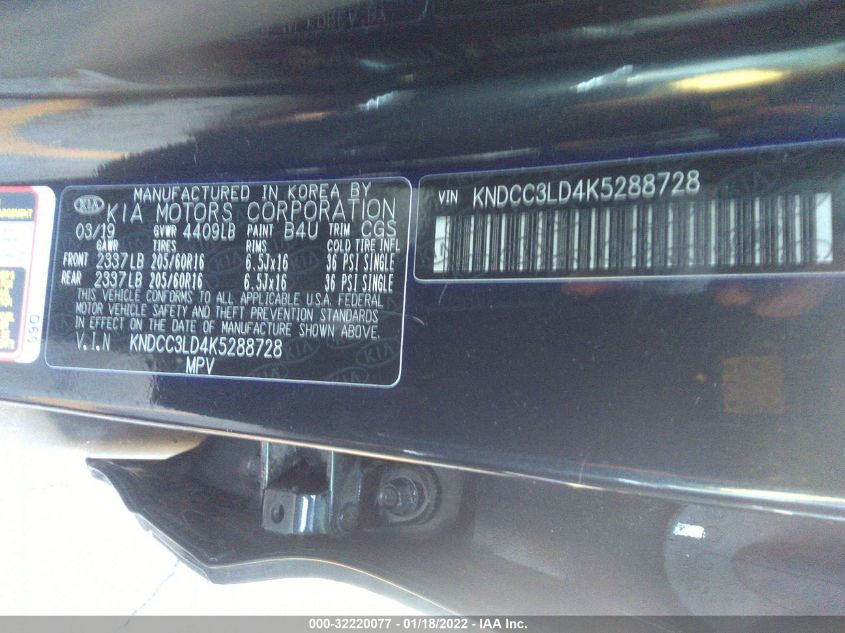 MANUFACTURED IN KOREA BY
KIA KIA MOTORS CORPORATION
03/19 GVWR 4409LB PAINT B4U TRIM CGS
GAWR TIRES RIMS COLD TIRE INFL
FRONT 2337LB 205/60R16 6.5Jx16 36 PSI SINGLE
REAR 2337LB 205/60R16 6.5Jx16 36 PSI SINGLE
THIS VEHICLE CONFORMS TO ALL APPLICABLE U.S.A. FEDERAL
MOTOR VEHICLE SAFETY AND THEFT PREVENTION STANDARDS
IN EFFECT ON THE DATE OF MANUFACTURE SHOWN ABOVE.
V.I.N KNDCC3LD4K5288728
MPV
VIN KNDCC3LD4K5288728
000-32220077 - 01/18/2022 - IAA, Inc.